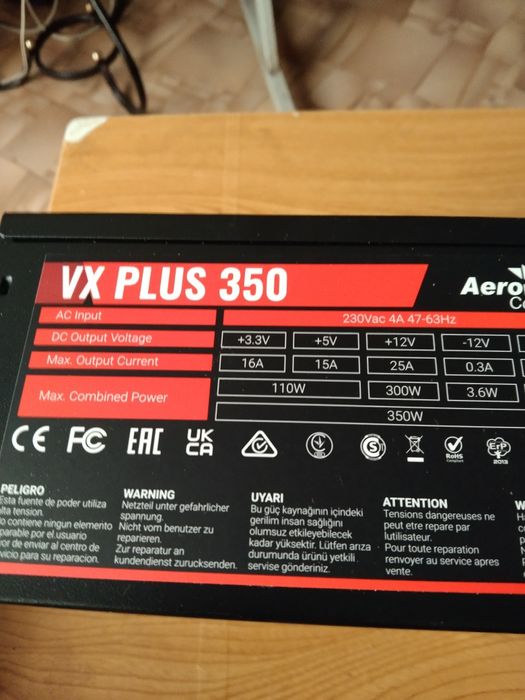 VX PLUS 350
Aero
Co
AC Input 230Vac 4A 47-63Hz
DC Output Voltage +3.3V +5V +12V -12V
Max. Output Current 16A 15A 25A 0.3A
Max. Combined Power 110W 300W 3.6W
350W
CE FC EAC UK CA S RoHS Compliant ErP 2013
PELIGRO
Esta fuente de poder utiliza
alta tension.
No contiene ningun elemento
reparable por el usuario
favor de enviar al centro de
servicio para su reparacion.
WARNING
Netzteil unter gefahrlicher
spannung.
Nicht vom benutzer zu
reparieren.
Zur reparatur an
kundendienst zurucksenden.
UYARI
Bu güç kaynağının içindeki
gerilim insan sağlığını
olumsuz etkileyebilecek
kadar yüksektir. Lütfen arıza
durumunda ürünü yetkili
servise gönderiniz.
ATTENTION
Tensions dangereuses ne
peut etre repare par
lutilisateur.
Pour toute reparation
renvoyer au service apres
vente.